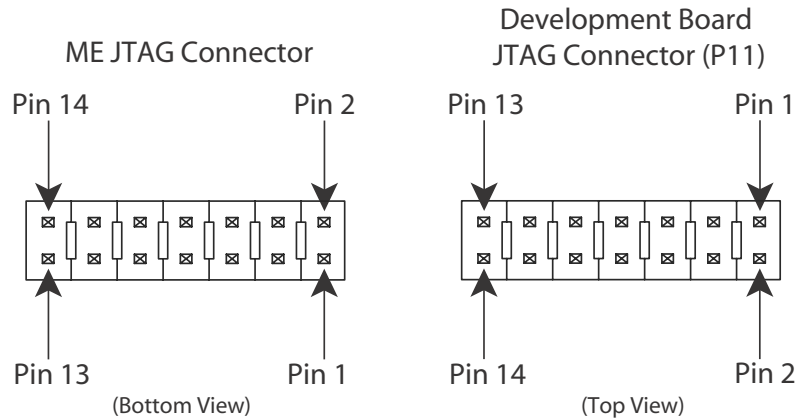 ME JTAG Connector
Pin 14
Pin 2
Pin 13
Pin 1
(Bottom View)
Development Board
JTAG Connector (P11)
Pin 13
Pin 1
Pin 14
Pin 2
(Top View)